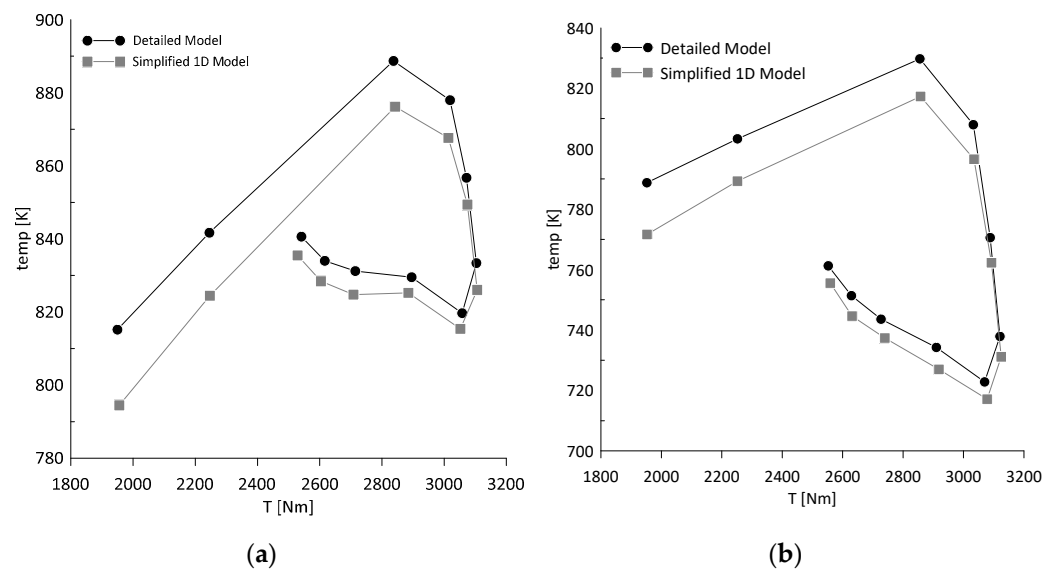 900
880
860
840
820
800
780
temp [K]
Detailed Model
Simplified 1D Model
1800 2000 2200 2400 2600 2800 3000 3200
T [Nm]
(a)
840
820
800
780
760
740
720
700
temp [K]
Detailed Model
Simplified 1D Model
1800 2000 2200 2400 2600 2800 3000 3200
T [Nm]
(b)